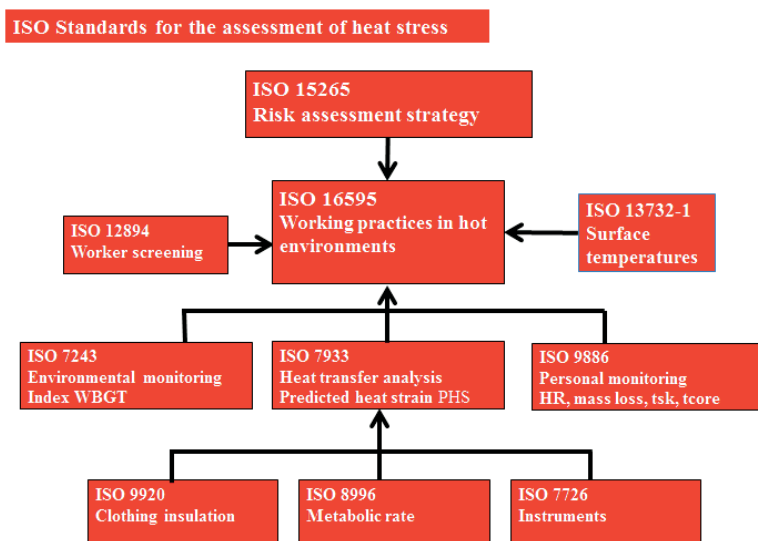 ISO Standards for the assessment of heat stress
ISO 15265
Risk assessment strategy
ISO 16595
Working practices in hot
environments
ISO 12894
Worker screening
ISO 13732-1
Surface
temperatures
ISO 7243
Environmental monitoring
Index WBGT
ISO 7933
Heat transfer analysis
Predicted heat strain PHS
ISO 9886
Personal monitoring
HR, mass loss, tsk, tcore
ISO 9920
Clothing insulation
ISO 8996
Metabolic rate
ISO 7726
Instruments